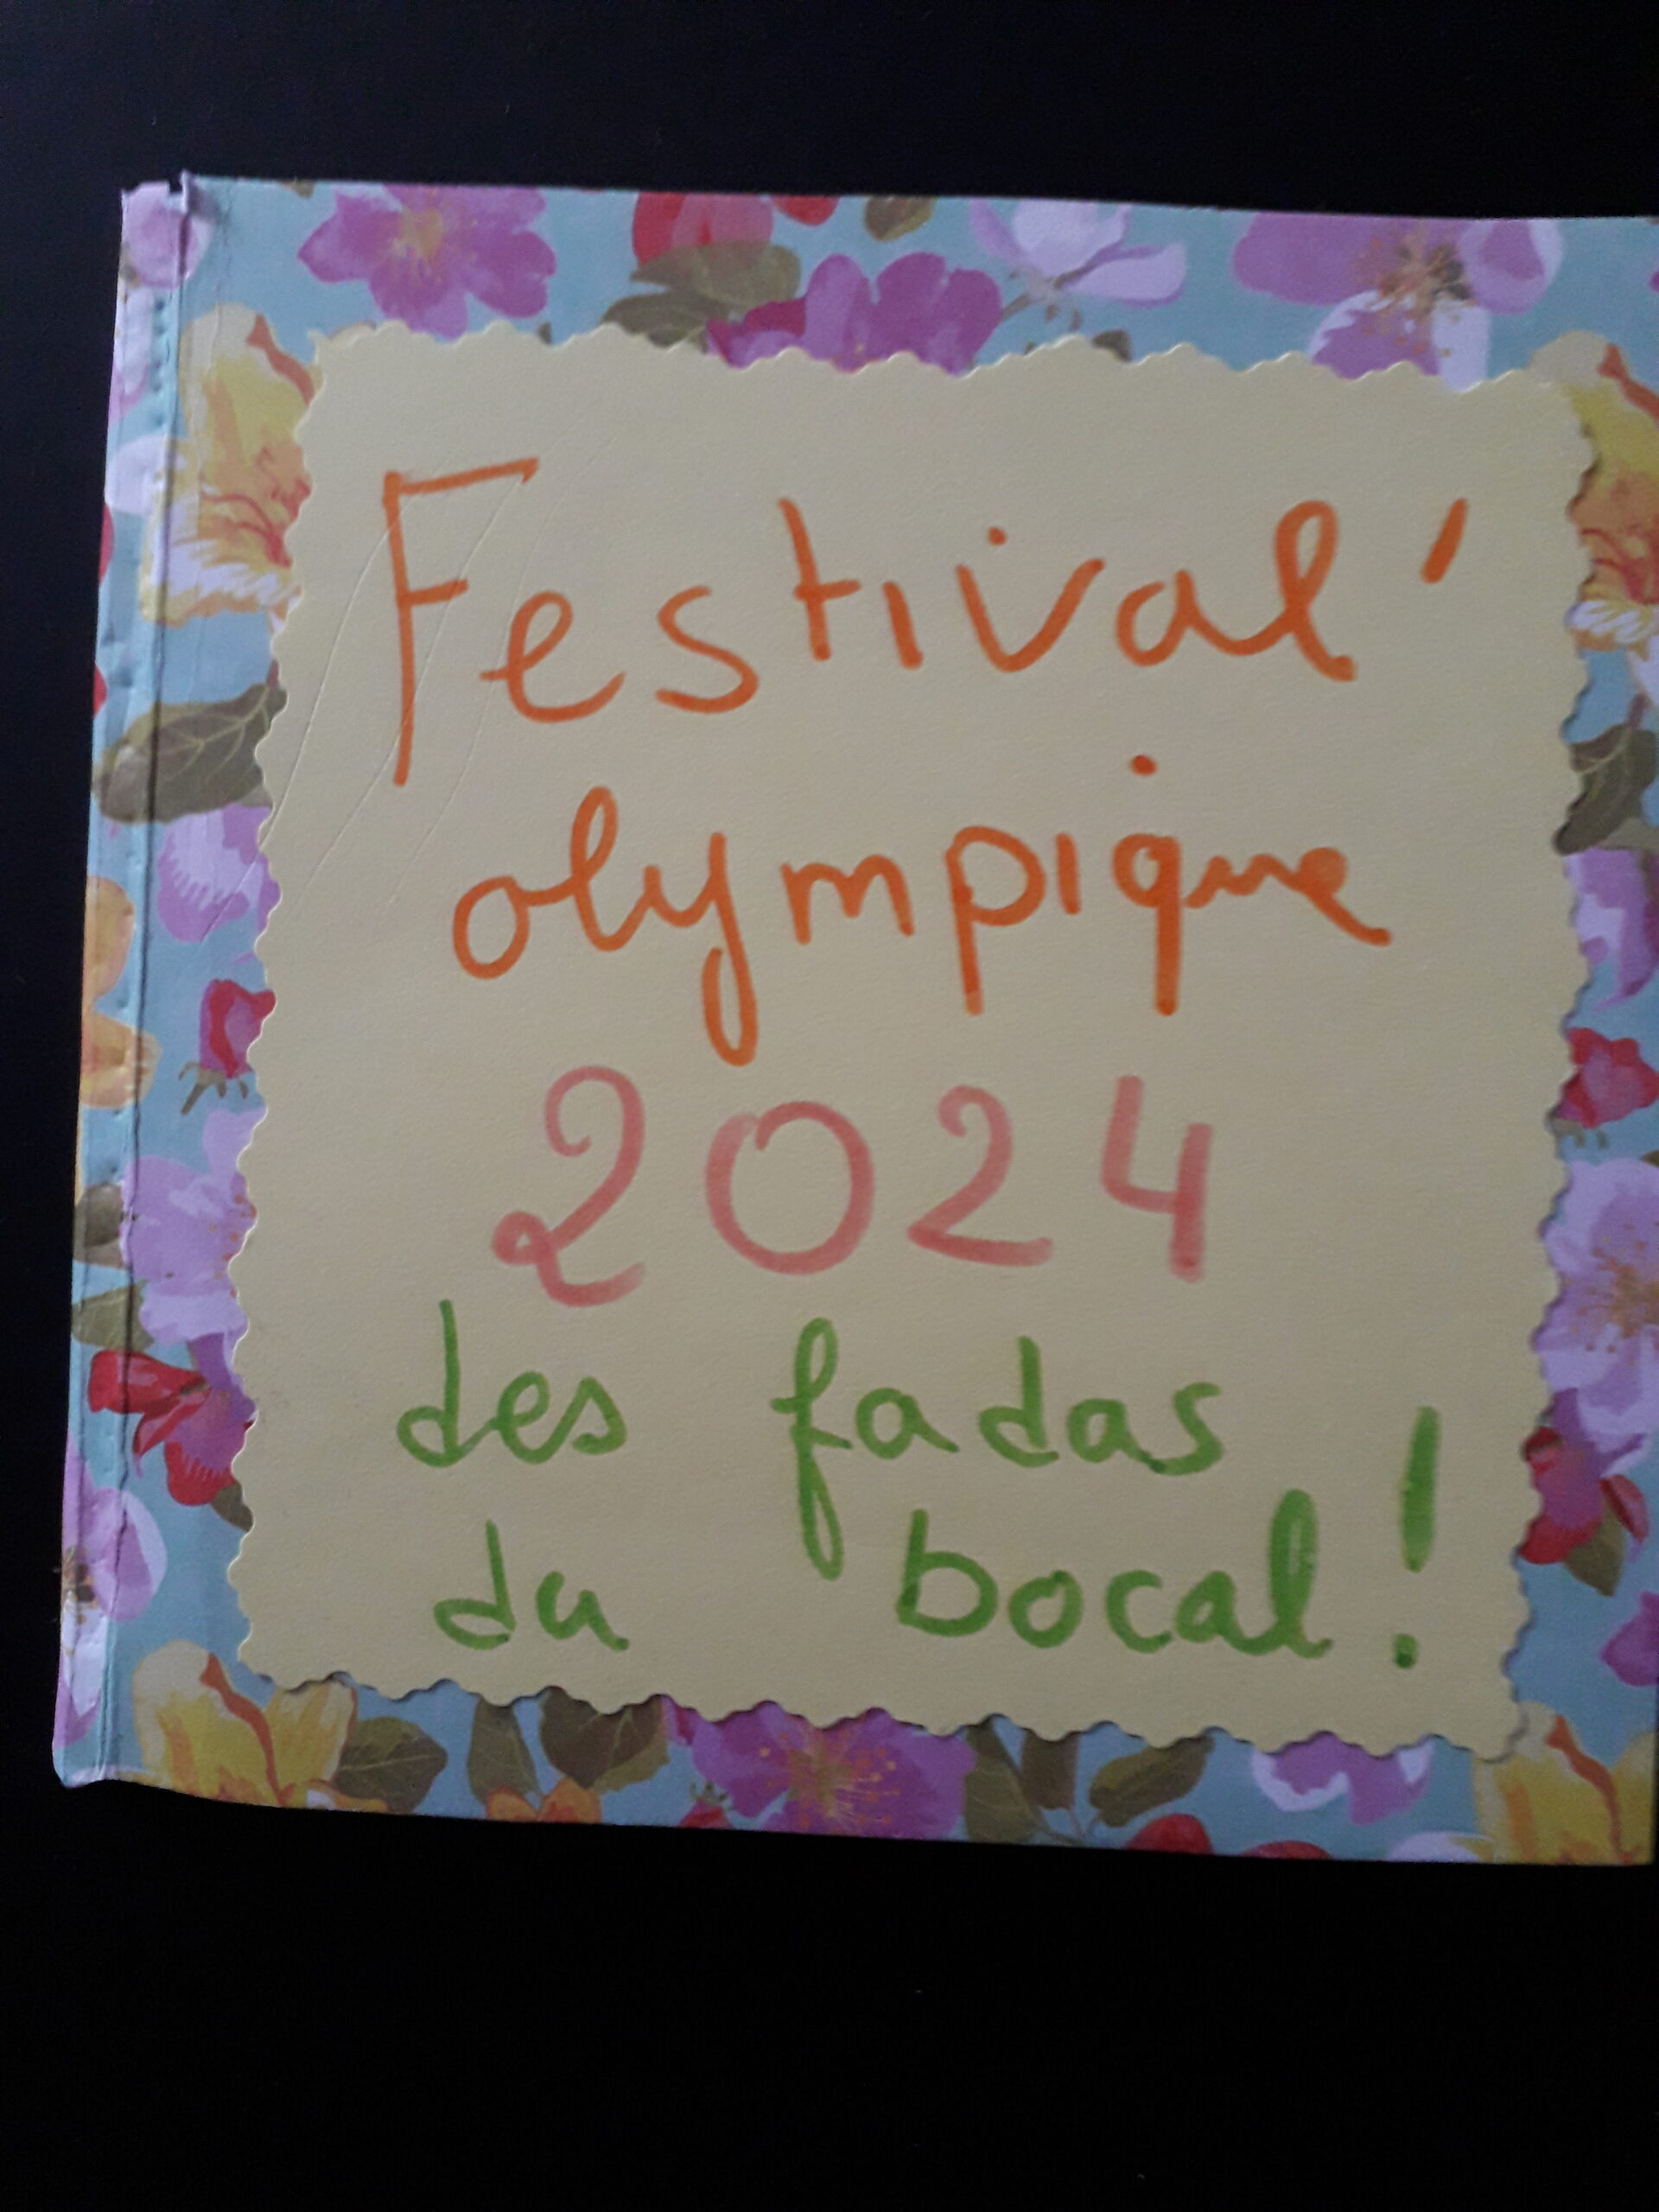 Festival'
olympique
2024
des fadas
du bocal !